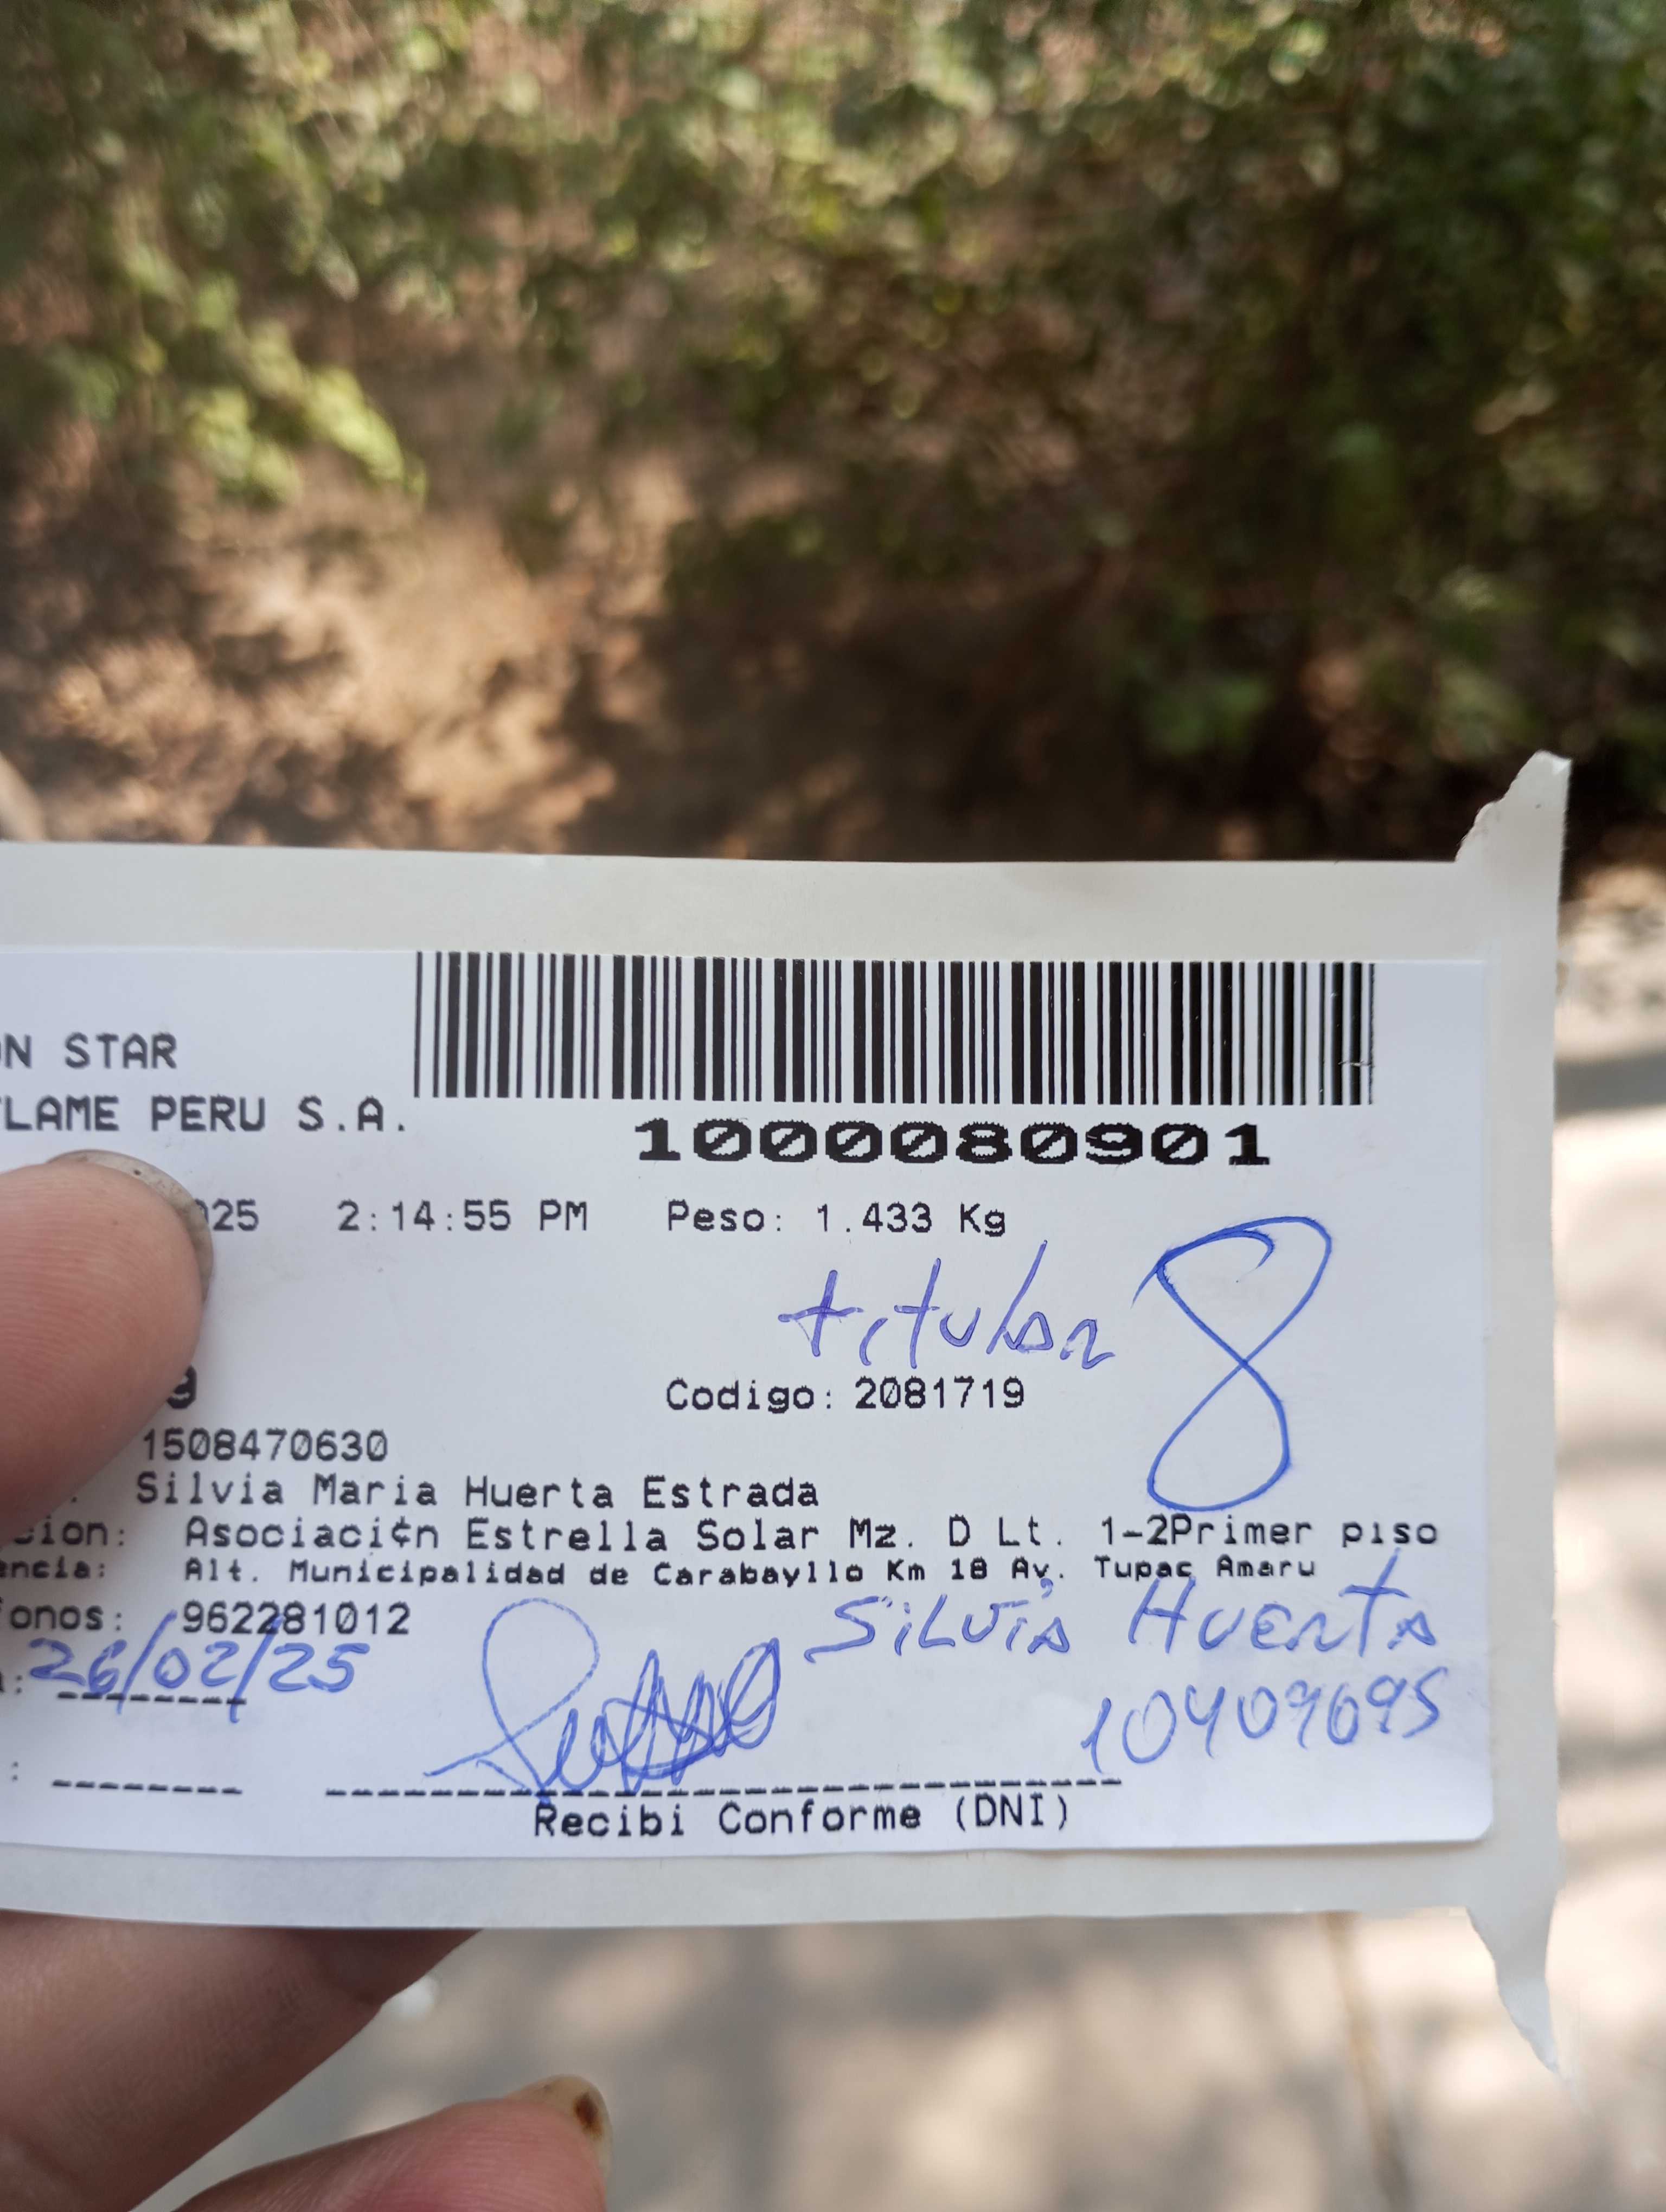 ON STAR
FLAME PERU S.A.
1000080901
025 2:14:55 PM Peso: 1.433 Kg
titular 8
9
Codigo: 2081719
1508470630
Silvia Maria Huerta Estrada
cion: Asociaci¢n Estrella Solar Mz. D Lt. 1-2Primer piso
encia: Alt. Municipalidad de Carabayllo Km 18 Av. Tupac Amaru
fonos: 962281012
Silvia Huerta
: 26/02/25
10409695
:
Recibi Conforme (DNI)